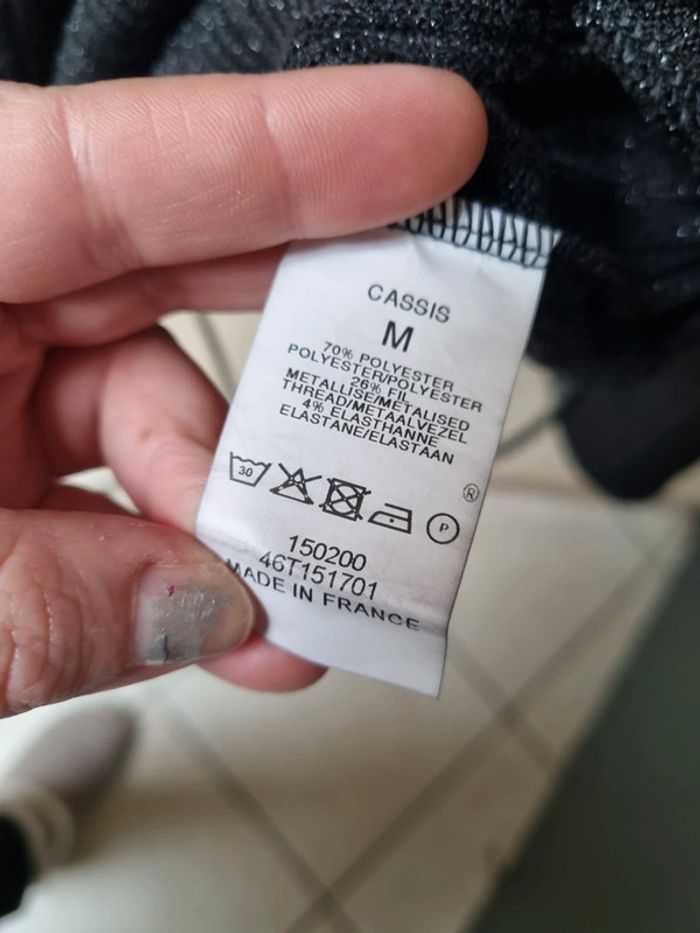 CASSIS
M
70% POLYESTER
POLYESTER/POLYESTER
26% FIL
METALLISE/METALISED
THREAD/METAALVEZEL
4% ELASTHANNE
ELASTANE/ELASTAAN
®
30
P
150200
46T151701
MADE IN FRANCE